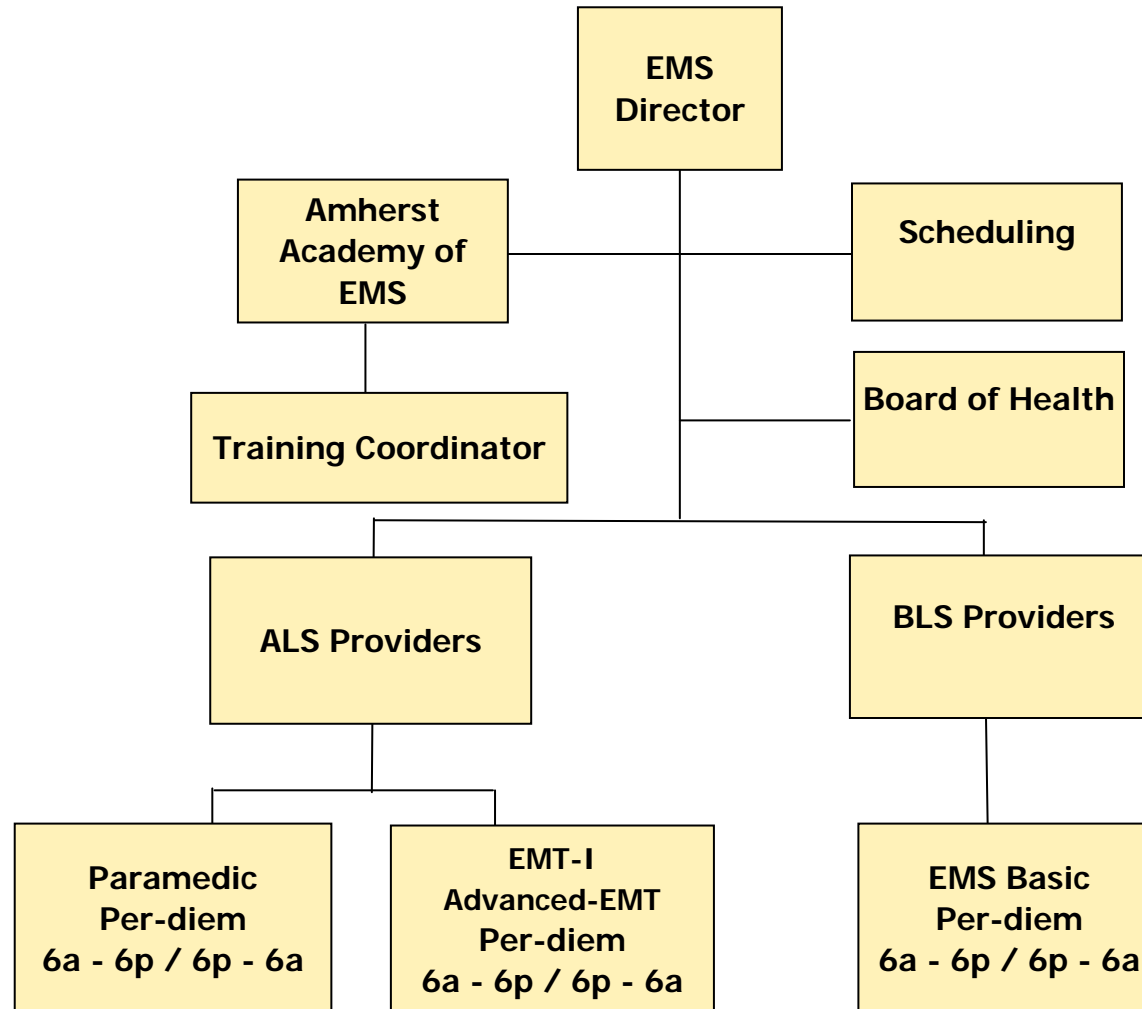 EMS
Director
Amherst
Academy of
EMS
Scheduling
Board of Health
Training Coordinator
ALS Providers
BLS Providers
Paramedic
Per-diem
6a - 6p / 6p - 6a
EMT-I
Advanced-EMT
Per-diem
6a - 6p / 6p - 6a
EMS Basic
Per-diem
6a - 6p / 6p - 6a